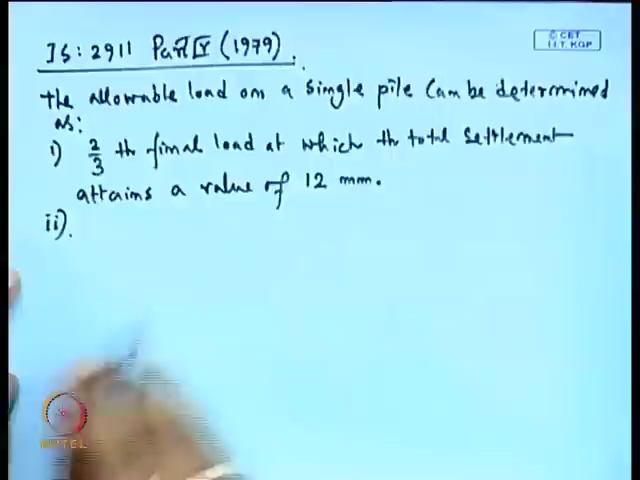 IS: 2911 Part IV (1979).
© CET
I.I.T. KGP
The allowable load on a single pile can be determined
as:
i) 2/3 th final load at which th total settlement
attains a value of 12 mm.
ii).
NPTEL